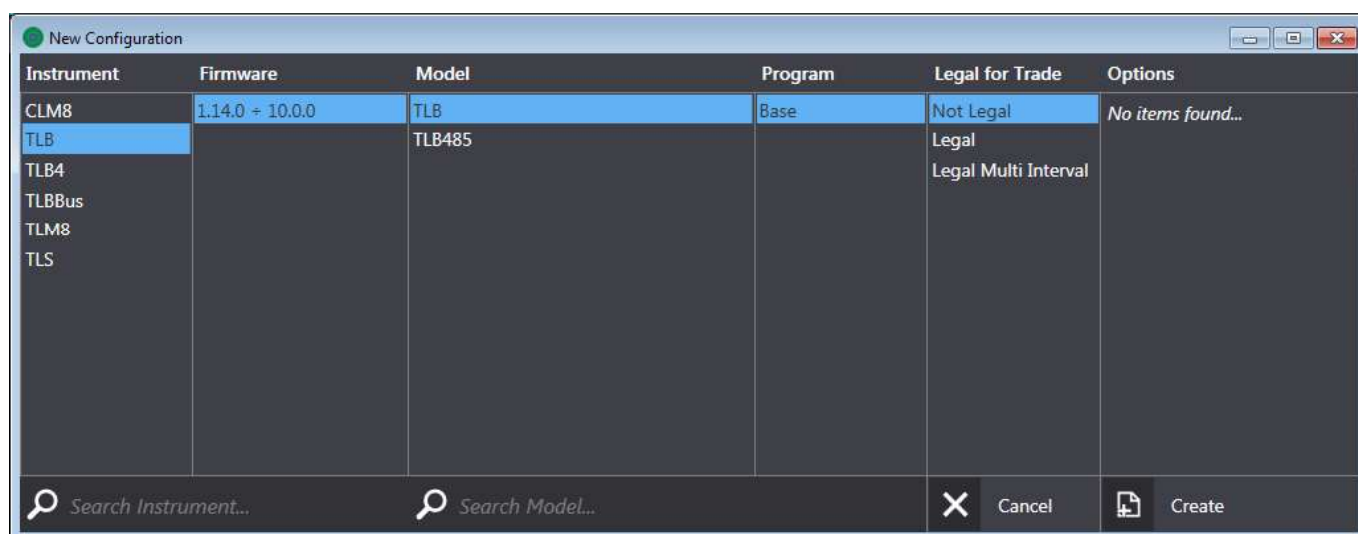 New Configuration
Instrument Firmware Model Program Legal for Trade Options
CLM8 1.14.0 ÷ 10.0.0 TLB Base Not Legal No items found...
TLB TLB485 Legal
TLB4 Legal Multi Interval
TLBBus
TLM8
TLS
Search Instrument... Search Model... Cancel Create